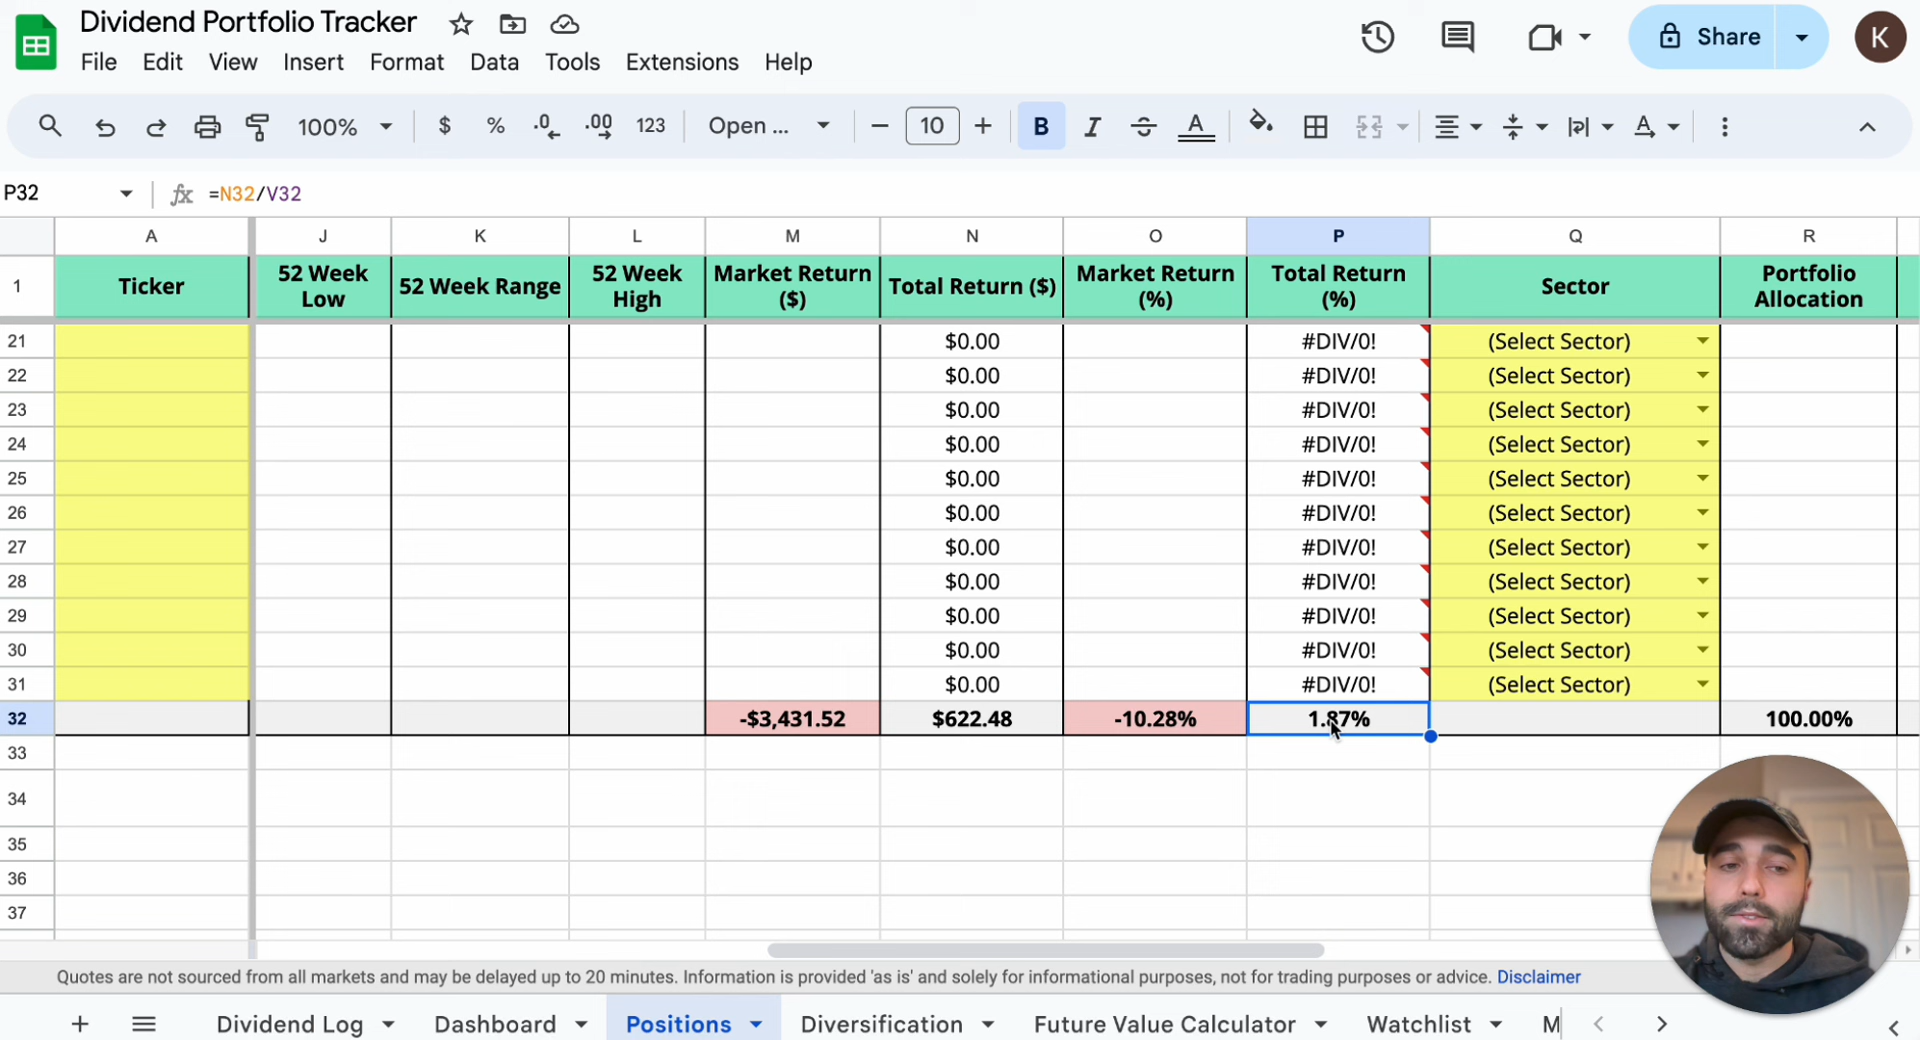 Dividend Portfolio Tracker
File Edit View Insert Format Data Tools Extensions Help
Share
K
100% $ % .0 .00 123 Open ... − 10 + B I S A A
P32 fx =N32/V32
A J K L M N O P Q R
1 Ticker 52 Week Low 52 Week Range 52 Week High Market Return ($) Total Return ($) Market Return (%) Total Return (%) Sector Portfolio Allocation
21 $0.00 #DIV/0! (Select Sector)
22 $0.00 #DIV/0! (Select Sector)
23 $0.00 #DIV/0! (Select Sector)
24 $0.00 #DIV/0! (Select Sector)
25 $0.00 #DIV/0! (Select Sector)
26 $0.00 #DIV/0! (Select Sector)
27 $0.00 #DIV/0! (Select Sector)
28 $0.00 #DIV/0! (Select Sector)
29 $0.00 #DIV/0! (Select Sector)
30 $0.00 #DIV/0! (Select Sector)
31 $0.00 #DIV/0! (Select Sector)
32 -$3,431.52 $622.48 -10.28% 1.87% 100.00%
33
34
35
36
37
Quotes are not sourced from all markets and may be delayed up to 20 minutes. Information is provided 'as is' and solely for informational purposes, not for trading purposes or advice. Disclaimer
+ Dividend Log Dashboard Positions Diversification Future Value Calculator Watchlist M